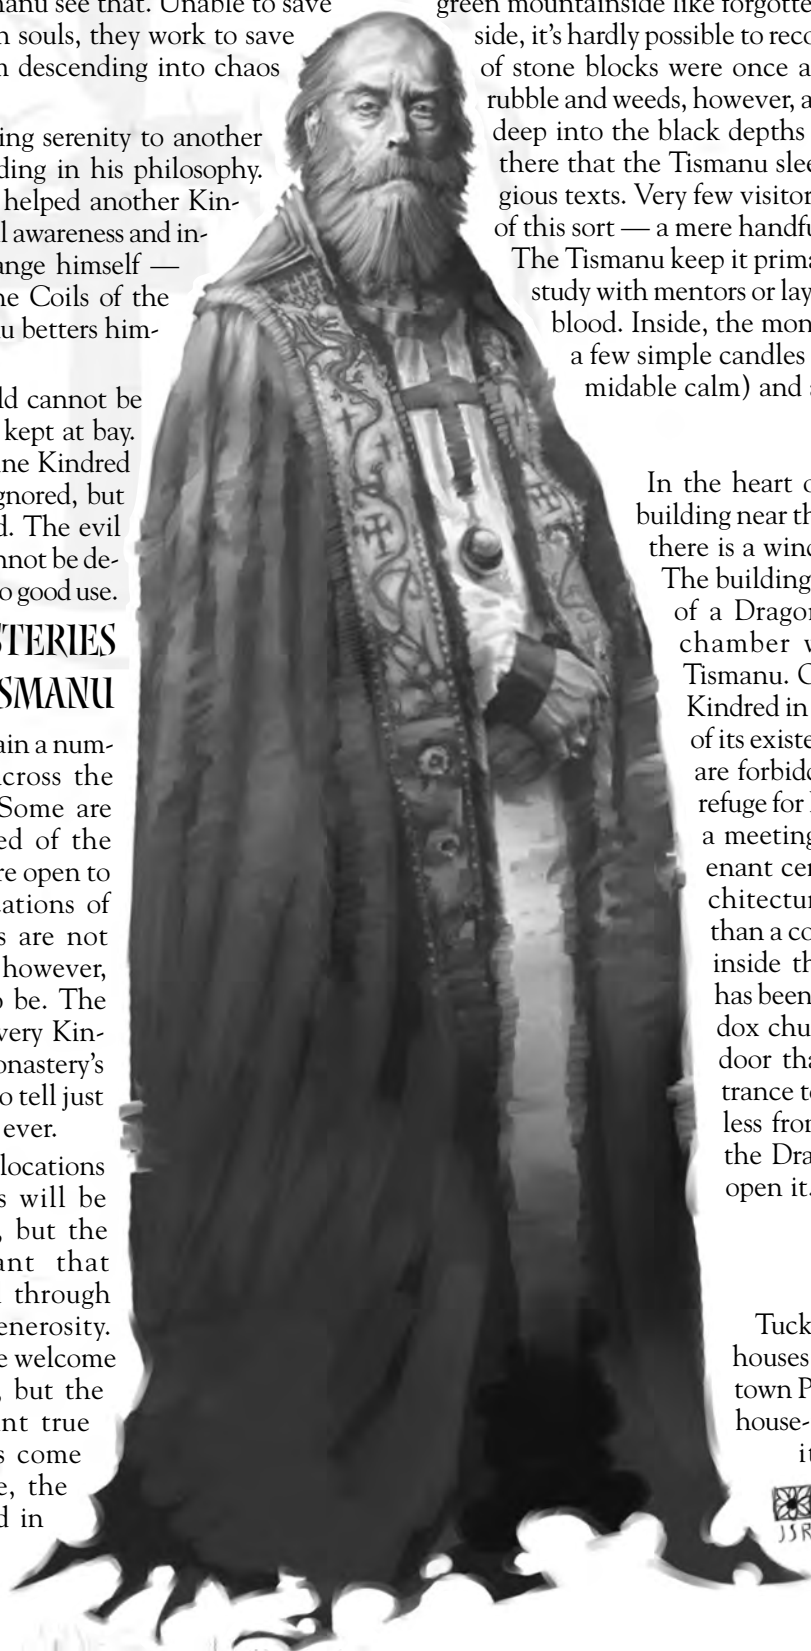 manu see that. Unable to save
n souls, they work to save
n descending into chaos
ing serenity to another
ding in his philosophy.
helped another Kin-
l awareness and in-
ange himself —
he Coils of the
u betters him-
ld cannot be
kept at bay.
ine Kindred
gnored, but
d. The evil
nnot be de-
o good use.
STERIES
SMANU
ain a num-
across the
Some are
ed of the
re open to
ations of
s are not
however,
o be. The
very Kin-
onastery's
o tell just
ever.
locations
s will be
, but the
ant that
l through
enerosity.
e welcome
, but the
nt true
s come
e, the
d in
green mountainside like forgotte
side, it's hardly possible to reco
of stone blocks were once a
rubble and weeds, however, a
deep into the black depths
there that the Tismanu slee
gious texts. Very few visitor
of this sort — a mere handfu
The Tismanu keep it prima
study with mentors or lay
blood. Inside, the mon
a few simple candles
midable calm) and s
In the heart o
building near th
there is a wind
The building
of a Drago
chamber w
Tismanu. O
Kindred in
of its existe
are forbidd
refuge for
a meeting
enant cer
chitectur
than a co
inside th
has been
dox chu
door tha
trance to
less from
the Dra
open it.
Tuck
houses
town P
house-
it
JSR